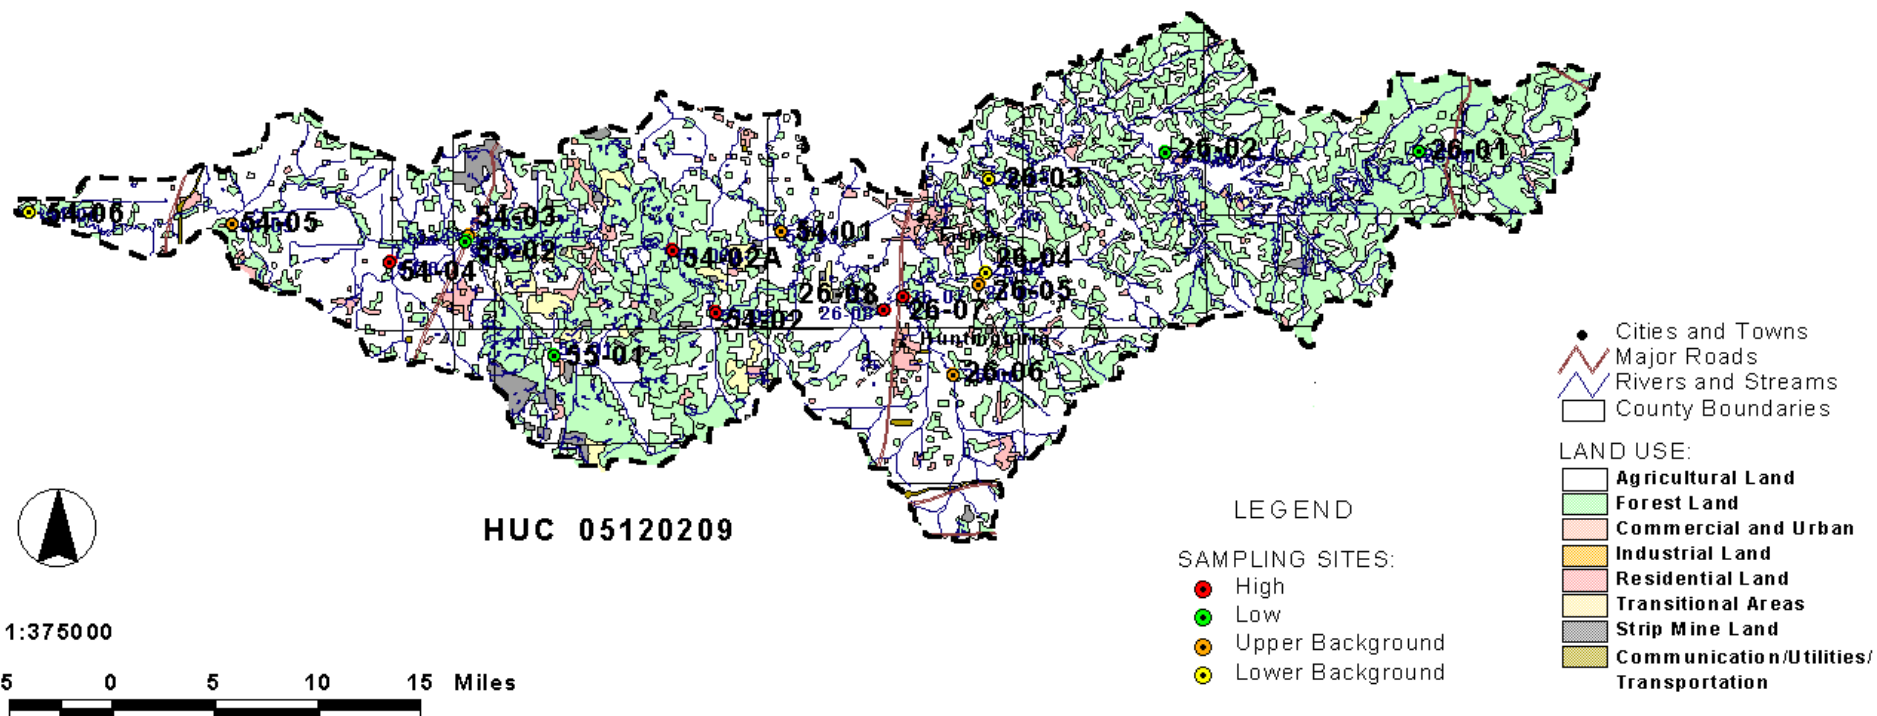 26-02
26-01
26-03
54-06
54-05
54-03
55-02
54-01
54-04
54-02A
26-04
26-05
26-08
26-07
54-02
26-08
Huntingburg
55-01
26-06
Cities and Towns
Major Roads
Rivers and Streams
County Boundaries
LAND USE:
Agricultural Land
Forest Land
Commercial and Urban
Industrial Land
Residential Land
Transitional Areas
Strip Mine Land
Communication/Utilities/
Transportation
HUC 05120209
LEGEND
SAMPLING SITES:
High
Low
Upper Background
Lower Background
1:375000
5 0 5 10 15 Miles